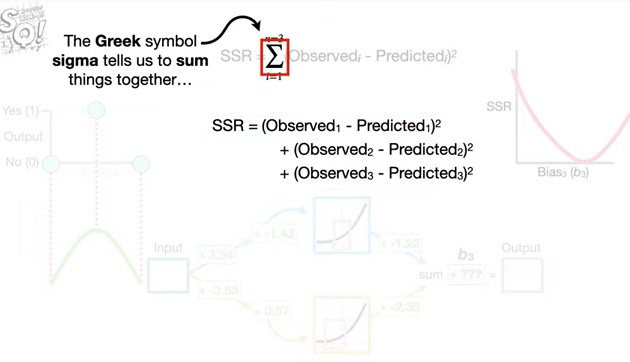 SQ!
The Greek symbol
sigma tells us to sum
things together…
SSR = n=3 Σ i=1 (Observedᵢ - Predictedᵢ)²
SSR = (Observed₁ - Predicted₁)²
+ (Observed₂ - Predicted₂)²
+ (Observed₃ - Predicted₃)²
SSR
Bias₃ (b₃)
Yes (1)
Output
No (0)
Input
x 3.34
+ -1.43
x -1.22
x -3.53
+ 0.57
x -2.30
b₃
sum + ??? =
Output